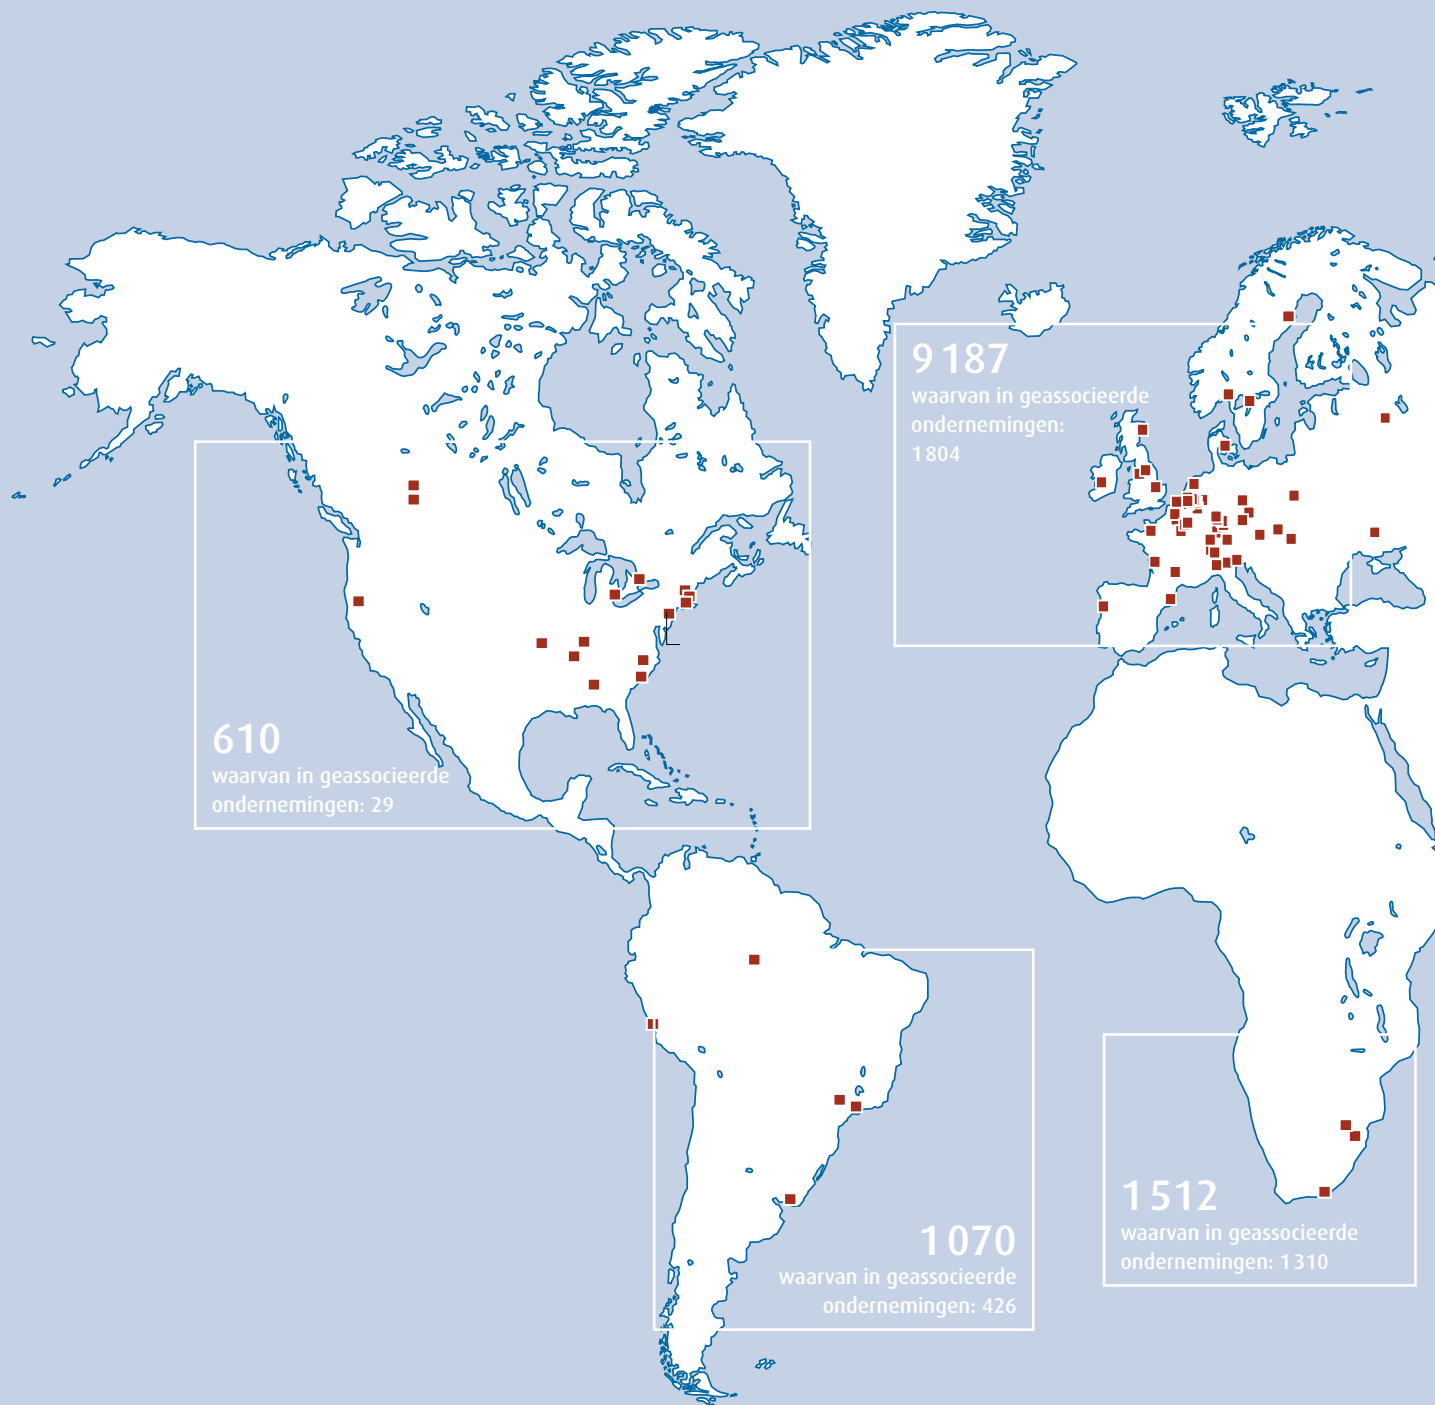 9 187
waarvan in geassocieerde
ondernemingen:
1 804
610
waarvan in geassocieerde
ondernemingen: 29
1 070
waarvan in geassocieerde
ondernemingen: 426
1 512
waarvan in geassocieerde
ondernemingen: 1 310